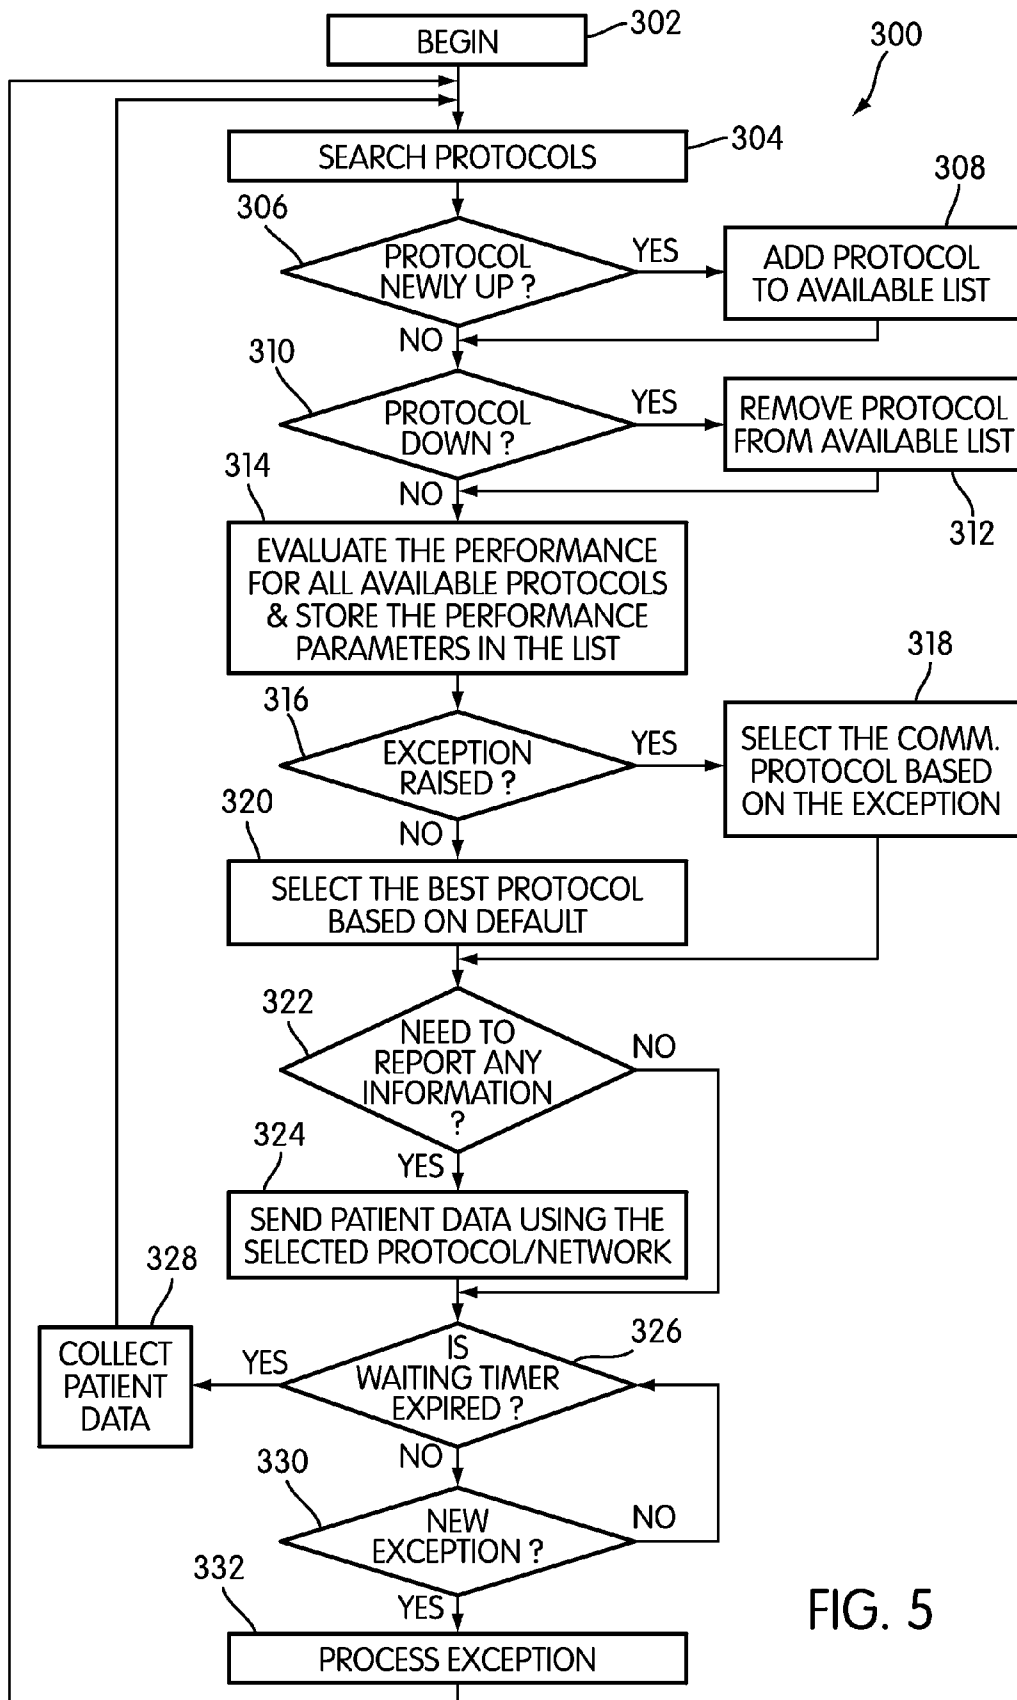 302
BEGIN
300
304
SEARCH PROTOCOLS
306
308
PROTOCOL
NEWLY UP ?
YES
ADD PROTOCOL
TO AVAILABLE LIST
NO
310
PROTOCOL
DOWN ?
YES
REMOVE PROTOCOL
FROM AVAILABLE LIST
314
NO
312
EVALUATE THE PERFORMANCE
FOR ALL AVAILABLE PROTOCOLS
& STORE THE PERFORMANCE
PARAMETERS IN THE LIST
318
316
EXCEPTION
RAISED ?
YES
SELECT THE COMM.
PROTOCOL BASED
ON THE EXCEPTION
320
NO
SELECT THE BEST PROTOCOL
BASED ON DEFAULT
322
NEED TO
REPORT ANY
INFORMATION
?
NO
324
YES
SEND PATIENT DATA USING THE
SELECTED PROTOCOL/NETWORK
328
326
COLLECT
PATIENT
DATA
YES
IS
WAITING TIMER
EXPIRED ?
NO
330
NEW
EXCEPTION ?
NO
332
YES
PROCESS EXCEPTION
FIG. 5